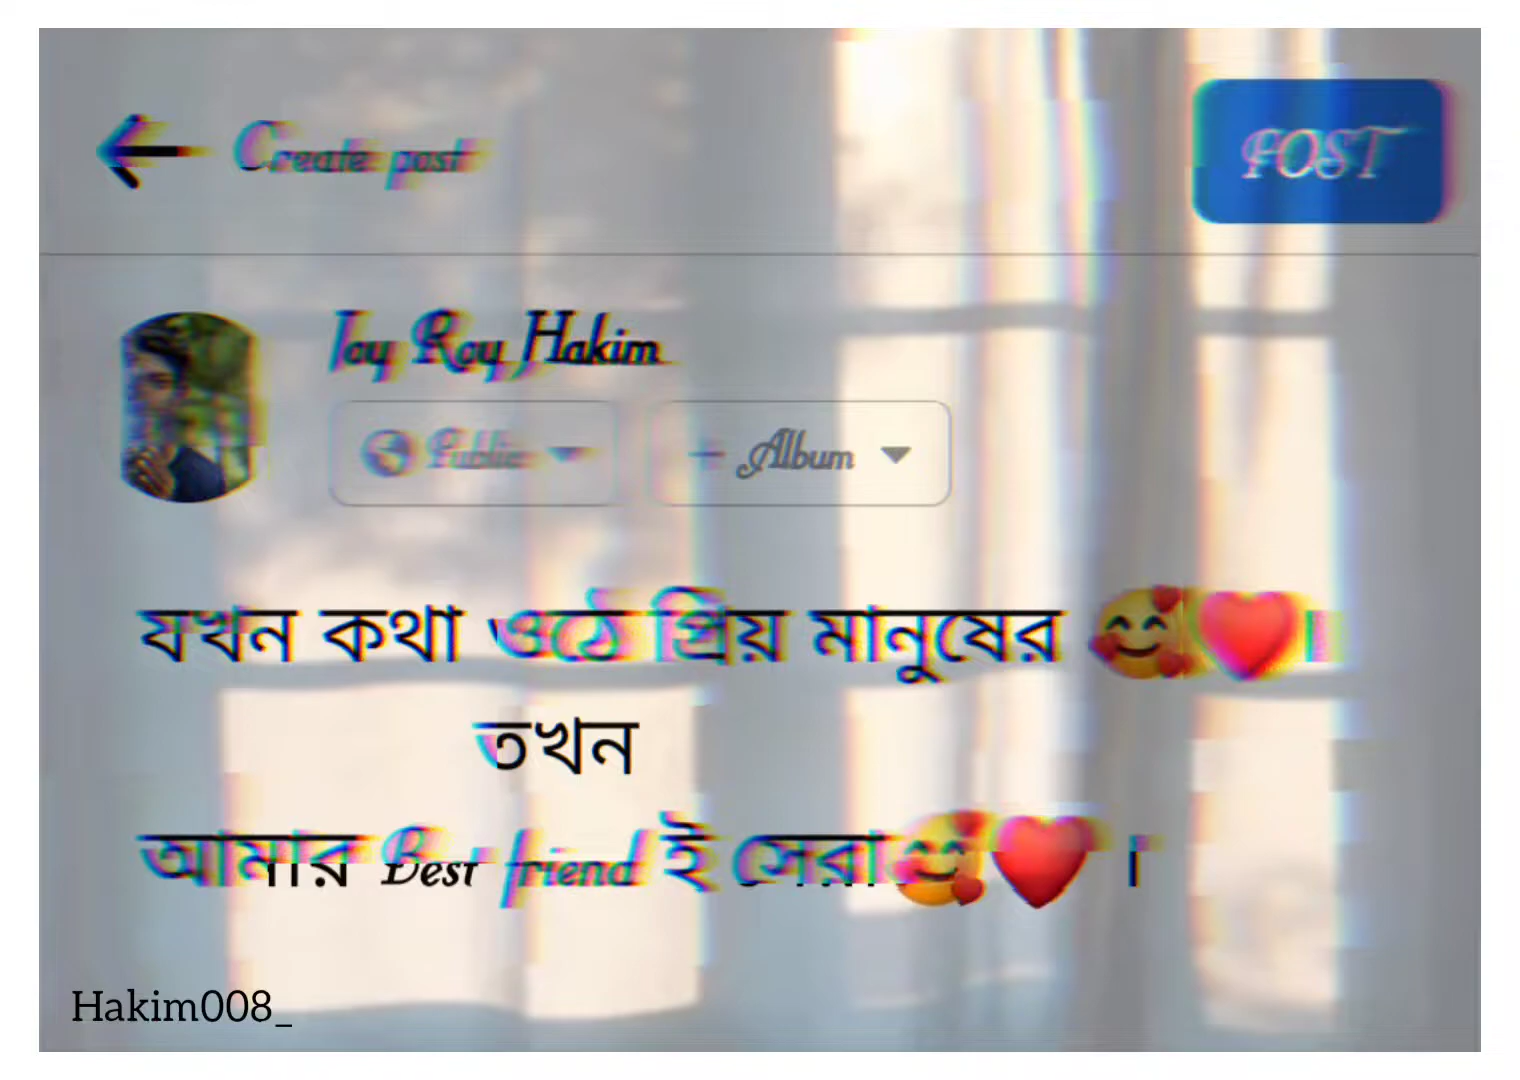 ← Create post
POST
Joy Roy Hakim
Public ▼ + Album ▼
যখন কথা ওঠে প্রিয় মানুষের 🥰❤️।
তখন
আমার Best friend ই সেরা🥰❤️ ।
Hakim008_